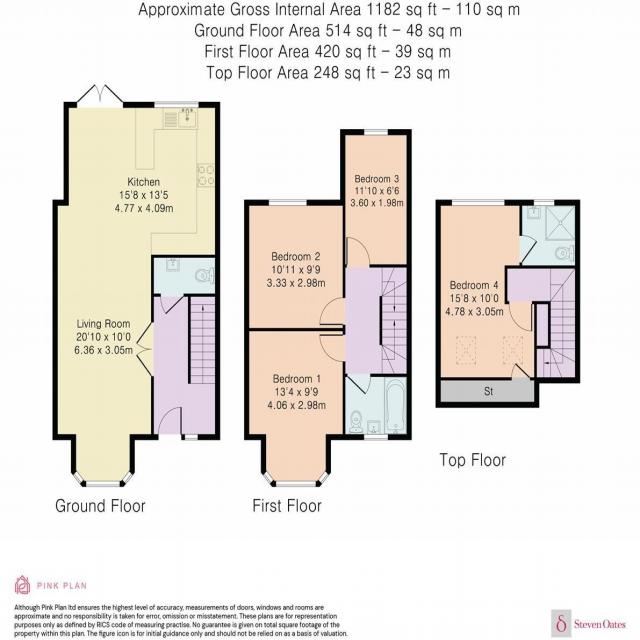 Approximate Gross Internal Area 1182 sq ft – 110 sq m
Ground Floor Area 514 sq ft – 48 sq m
First Floor Area 420 sq ft – 39 sq m
Top Floor Area 248 sq ft – 23 sq m
Kitchen
15'8 x 13'5
4.77 x 4.09m
Living Room
20'10 x 10'0
6.36 x 3.05m
Ground Floor
Bedroom 3
11'10 x 6'6
3.60 x 1.98m
Bedroom 2
10'11 x 9'9
3.33 x 2.98m
Bedroom 1
13'4 x 9'9
4.06 x 2.98m
First Floor
Bedroom 4
15'8 x 10'0
4.78 x 3.05m
St
Top Floor
PINK PLAN
Although Pink Plan ltd ensures the highest level of accuracy, measurements of doors, windows and rooms are
approximate and no responsibility is taken for error, omission or misstatement. These plans are for representation
purposes only as defined by RICS code of measuring practise. No guarantee is given on total square footage of the
property within this plan. The figure icon is for initial guidance only and should not be relied on as a basis of valuation.
Steven Oates